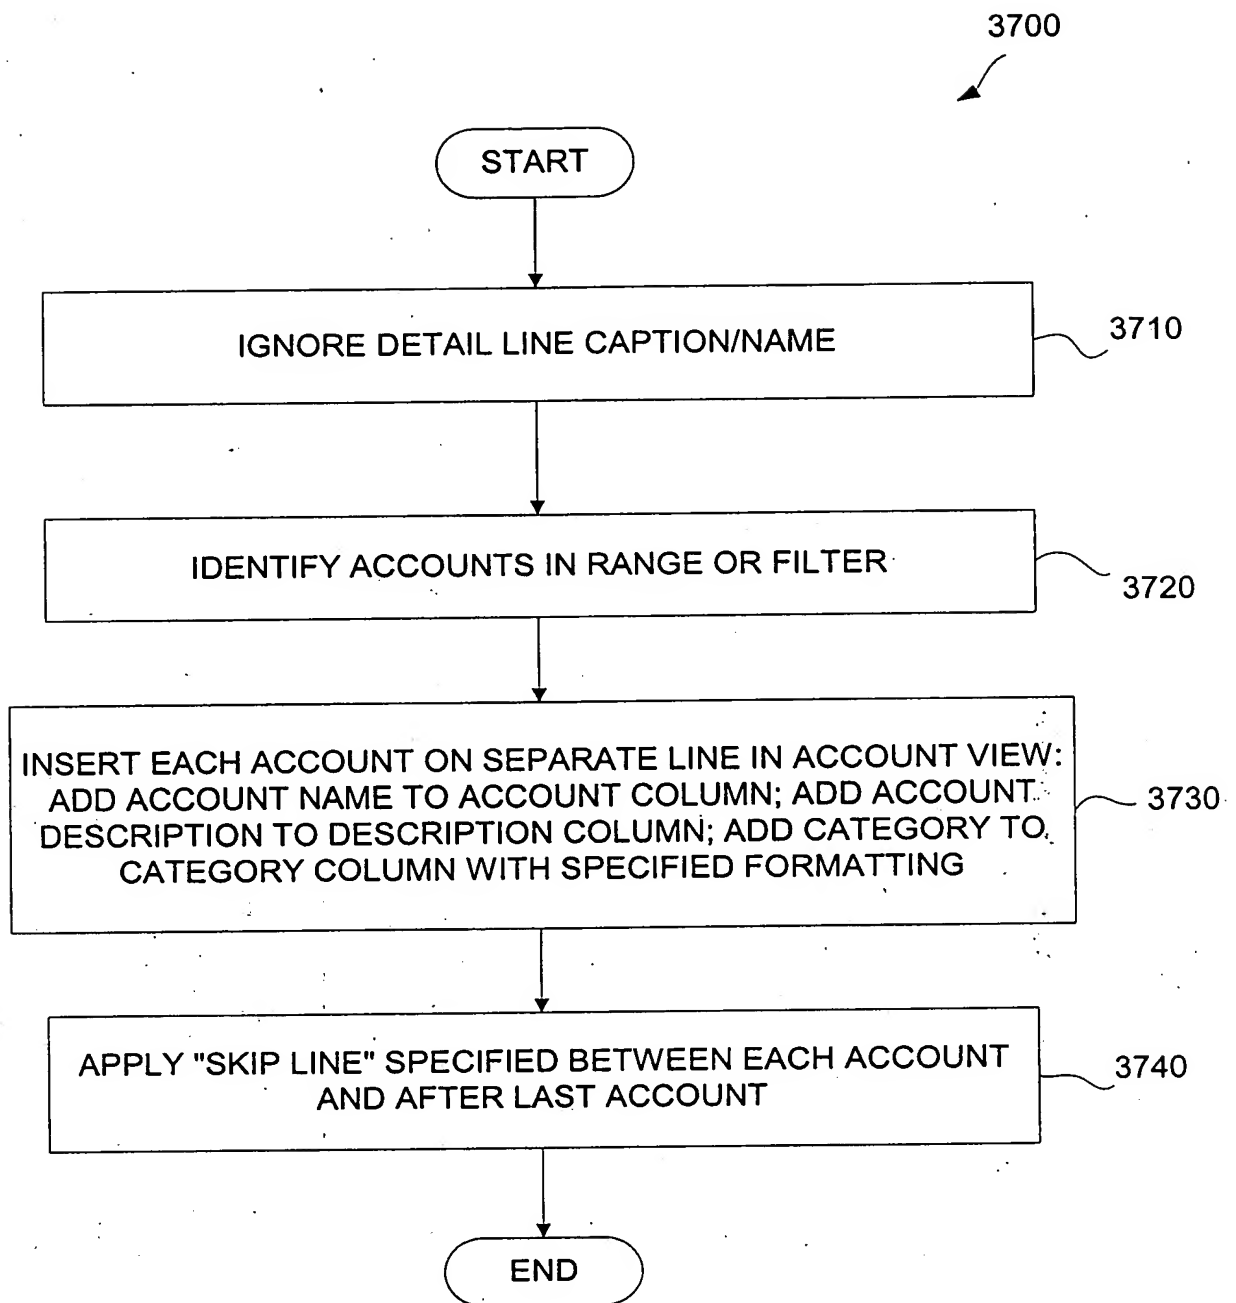 3700
START
IGNORE DETAIL LINE CAPTION/NAME
3710
IDENTIFY ACCOUNTS IN RANGE OR FILTER
3720
INSERT EACH ACCOUNT ON SEPARATE LINE IN ACCOUNT VIEW:
ADD ACCOUNT NAME TO ACCOUNT COLUMN; ADD ACCOUNT
DESCRIPTION TO DESCRIPTION COLUMN; ADD CATEGORY TO
CATEGORY COLUMN WITH SPECIFIED FORMATTING
3730
APPLY "SKIP LINE" SPECIFIED BETWEEN EACH ACCOUNT
AND AFTER LAST ACCOUNT
3740
END